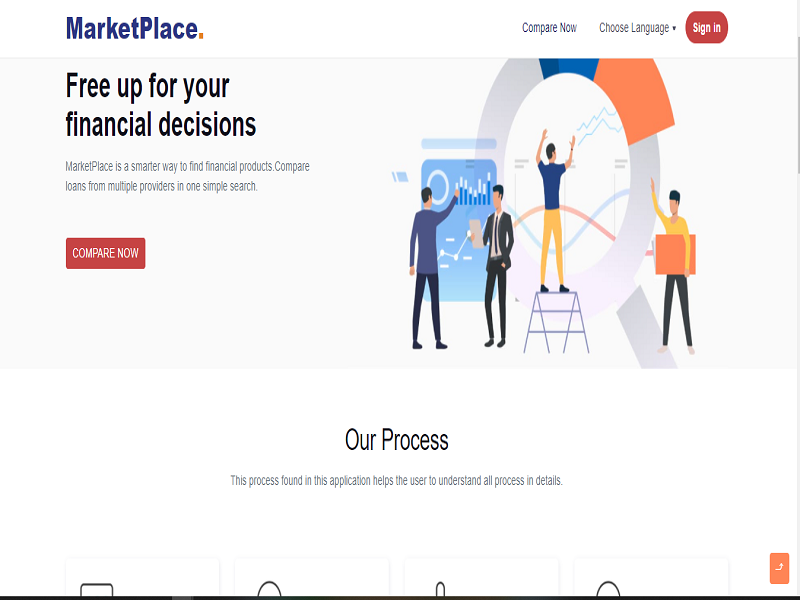 MarketPlace.
Compare Now
Choose Language ▾
Sign in
Free up for your
financial decisions
MarketPlace is a smarter way to find financial products.Compare
loans from multiple providers in one simple search.
COMPARE NOW
Our Process
This process found in this application helps the user to understand all process in details.